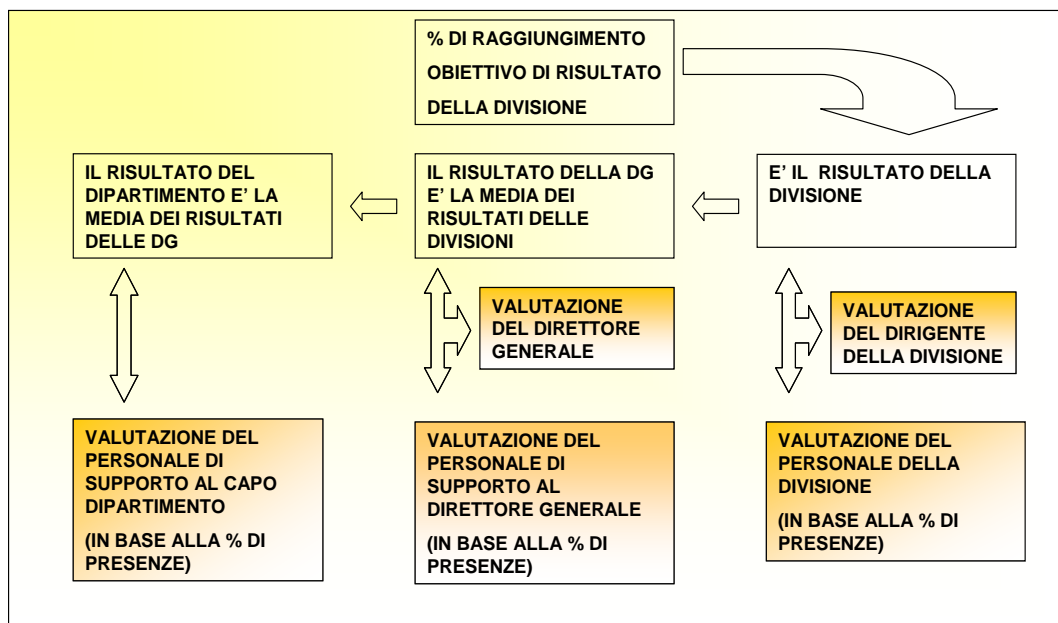 % DI RAGGIUNGIMENTO
OBIETTIVO DI RISULTATO
DELLA DIVISIONE
IL RISULTATO DEL
DIPARTIMENTO E’ LA
MEDIA DEI RISULTATI
DELLE DG
IL RISULTATO DELLA DG
E’ LA MEDIA DEI
RISULTATI DELLE
DIVISIONI
E’ IL RISULTATO DELLA
DIVISIONE
VALUTAZIONE
DEL DIRETTORE
GENERALE
VALUTAZIONE
DEL DIRIGENTE
DELLA DIVISIONE
VALUTAZIONE DEL
PERSONALE DI
SUPPORTO AL CAPO
DIPARTIMENTO
(IN BASE ALLA % DI
PRESENZE)
VALUTAZIONE DEL
PERSONALE DI
SUPPORTO AL
DIRETTORE GENERALE
(IN BASE ALLA % DI
PRESENZE)
VALUTAZIONE DEL
PERSONALE DELLA
DIVISIONE
(IN BASE ALLA % DI
PRESENZE)